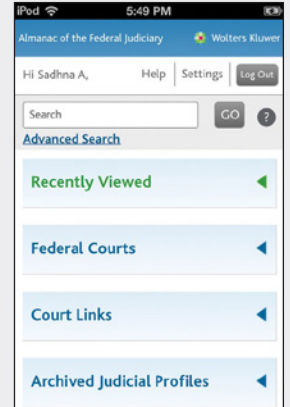 iPod 5:49 PM
Almanac of the Federal Judiciary Wolters Kluwer
Hi Sadhna A, Help Settings Log Out
Search GO ?
Advanced Search
Recently Viewed
Federal Courts
Court Links
Archived Judicial Profiles